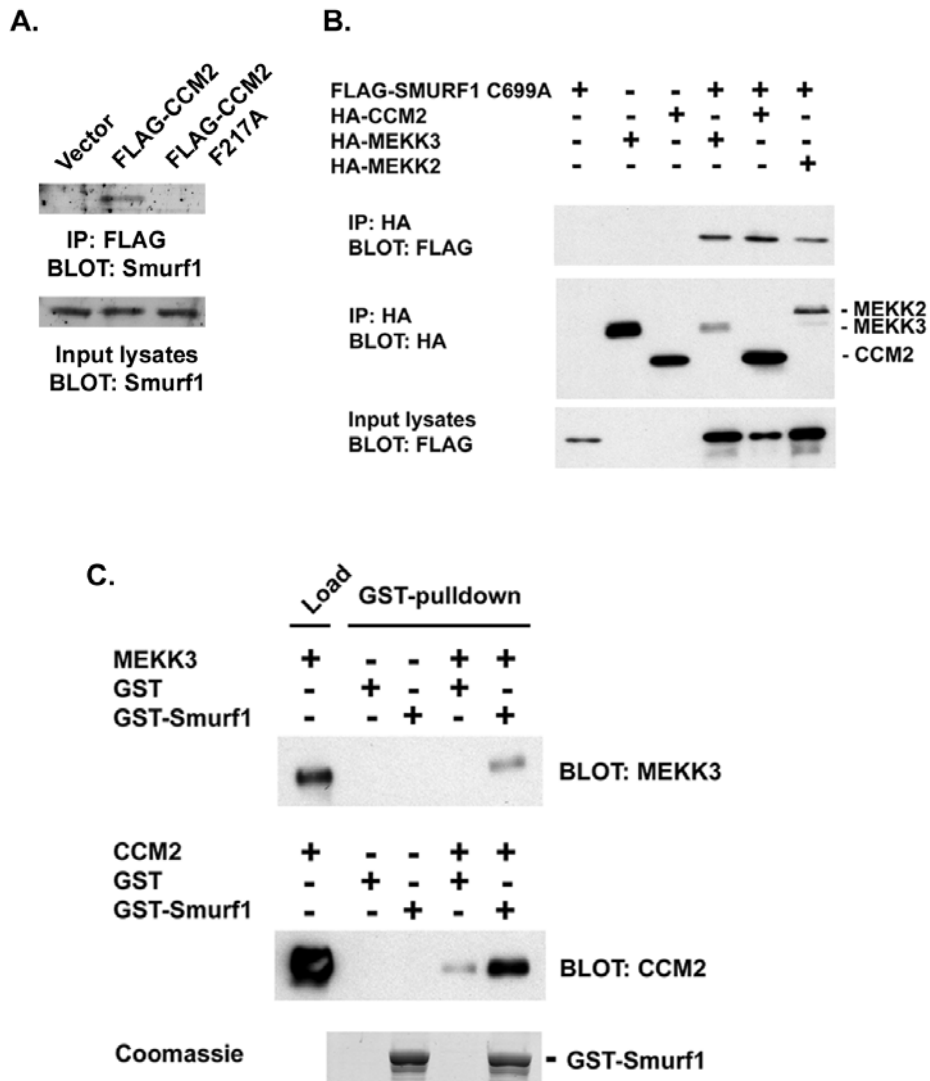 A.
Vector
FLAG-CCM2
FLAG-CCM2
F217A
IP: FLAG
BLOT: Smurf1
Input lysates
BLOT: Smurf1
B.
FLAG-SMURF1 C699A + - - + + +
HA-CCM2 - - + - + -
HA-MEKK3 - + - + - -
HA-MEKK2 - - - - - +
IP: HA
BLOT: FLAG
IP: HA
BLOT: HA
- MEKK2
- MEKK3
- CCM2
Input lysates
BLOT: FLAG
C.
Load
GST-pulldown
MEKK3 + - - + +
GST - + - + -
GST-Smurf1 - - + - +
BLOT: MEKK3
CCM2 + - - + +
GST - + - + -
GST-Smurf1 - - + - +
BLOT: CCM2
Coomassie
- GST-Smurf1